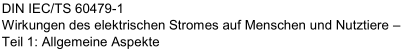 DIN IEC/TS 60479-1
Wirkungen des elektrischen Stromes auf Menschen und Nutztiere –
Teil 1: Allgemeine Aspekte